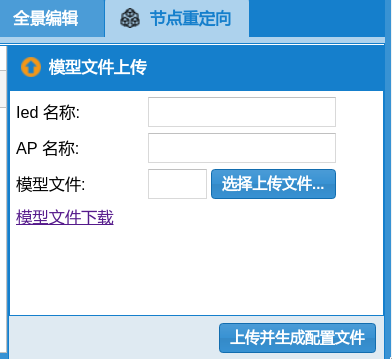 全景编辑 节点重定向
模型文件上传
Ied 名称:
AP 名称:
模型文件: 选择上传文件...
模型文件下载
上传并生成配置文件